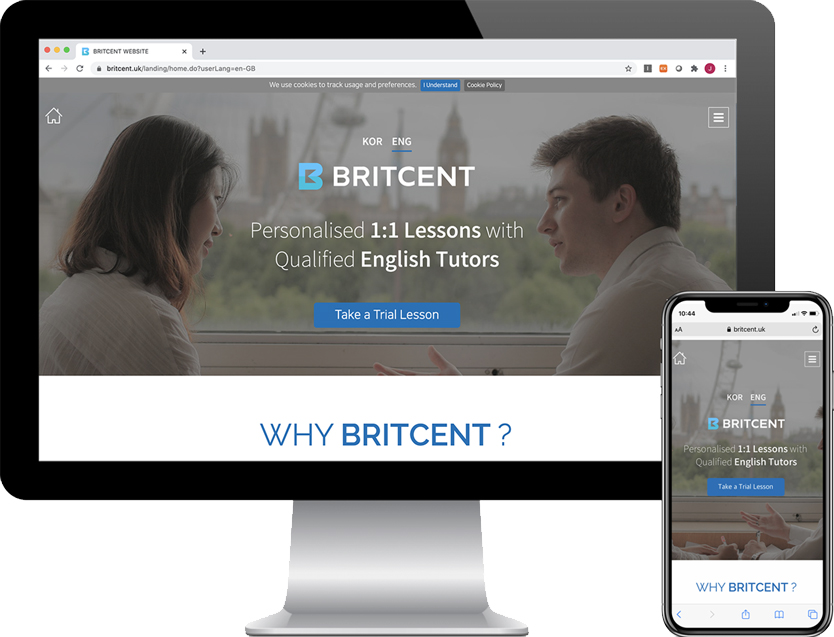 BRITCENT WEBSITE
britcent.uk/landing/home.do?userLang=en-GB
We use cookies to track usage and preferences. I Understand Cookie Policy
KOR ENG
BRITCENT
Personalised 1:1 Lessons with
Qualified English Tutors
Take a Trial Lesson
WHY BRITCENT ?
10:44
AA britcent.uk
KOR ENG
BRITCENT
Personalised 1:1 Lessons with
Qualified English Tutors
Take a Trial Lesson
WHY BRITCENT ?